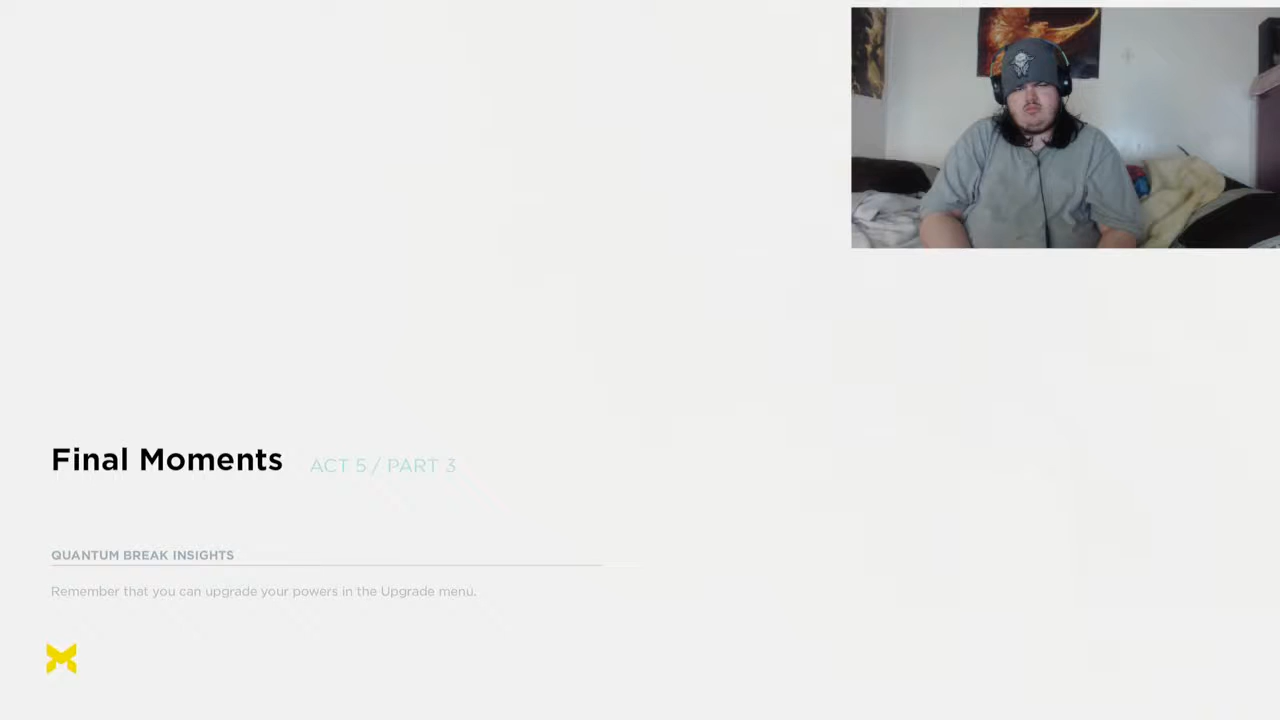 Final Moments ACT 5 / PART 3
QUANTUM BREAK INSIGHTS
Remember that you can upgrade your powers in the Upgrade menu.